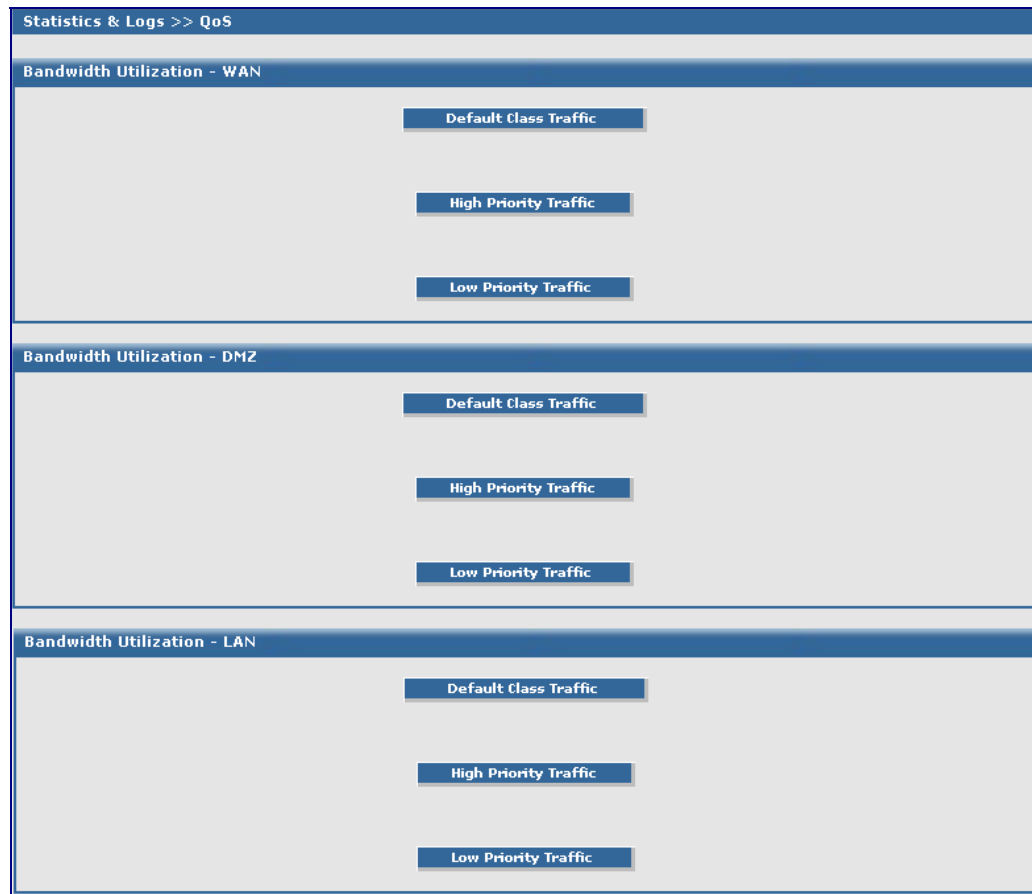 Statistics & Logs >> QoS
Bandwidth Utilization - WAN
Default Class Traffic
High Priority Traffic
Low Priority Traffic
Bandwidth Utilization - DMZ
Default Class Traffic
High Priority Traffic
Low Priority Traffic
Bandwidth Utilization - LAN
Default Class Traffic
High Priority Traffic
Low Priority Traffic